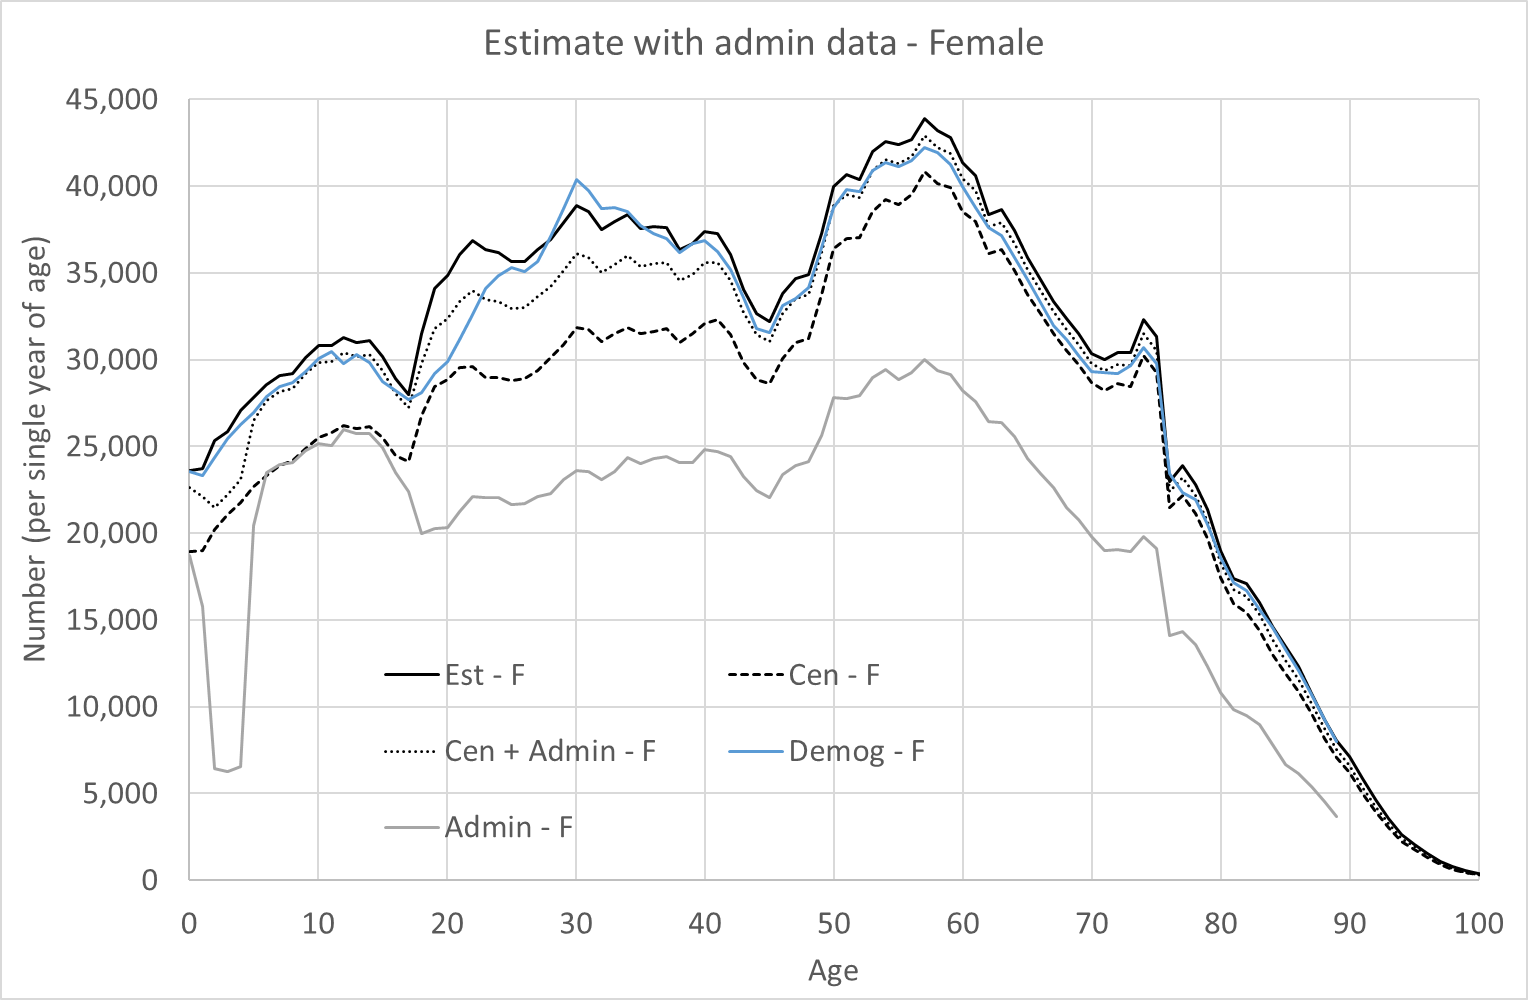 Estimate with admin data - Female
Number (per single year of age)
45,000
40,000
35,000
30,000
25,000
20,000
15,000
10,000
5,000
0
Est - F
Cen - F
Cen + Admin - F
Demog - F
Admin - F
0 10 20 30 40 50 60 70 80 90 100
Age